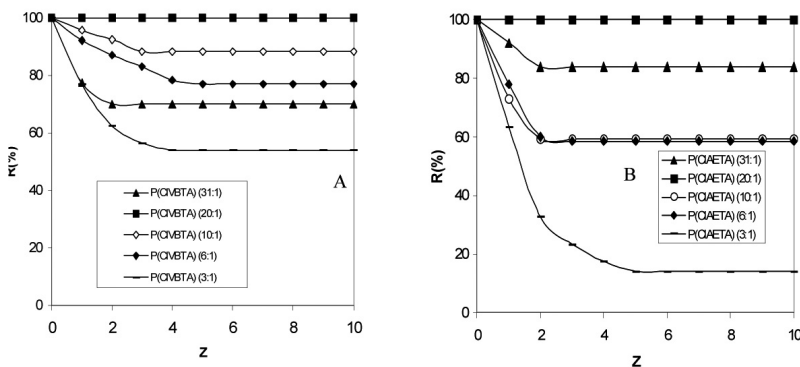 100
80
60
40
20
0
R(%)
0 2 4 6 8 10
Z
A
P(ClVBTA) (31:1)
P(ClVBTA) (20:1)
P(ClVBTA) (10:1)
P(ClVBTA) (6:1)
P(ClVBTA) (3:1)
100
80
60
40
20
0
R(%)
0 2 4 6 8 10
Z
B
P(ClAETA) (31:1)
P(ClAETA) (20:1)
P(ClAETA) (10:1)
P(ClAETA) (6:1)
P(ClAETA) (3:1)